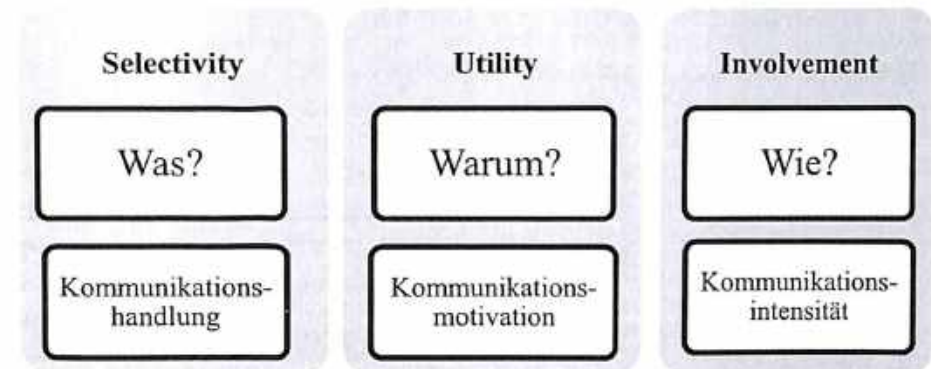 Selectivity
Was?
Kommunikations-
handlung
Utility
Warum?
Kommunikations-
motivation
Involvement
Wie?
Kommunikations-
intensität